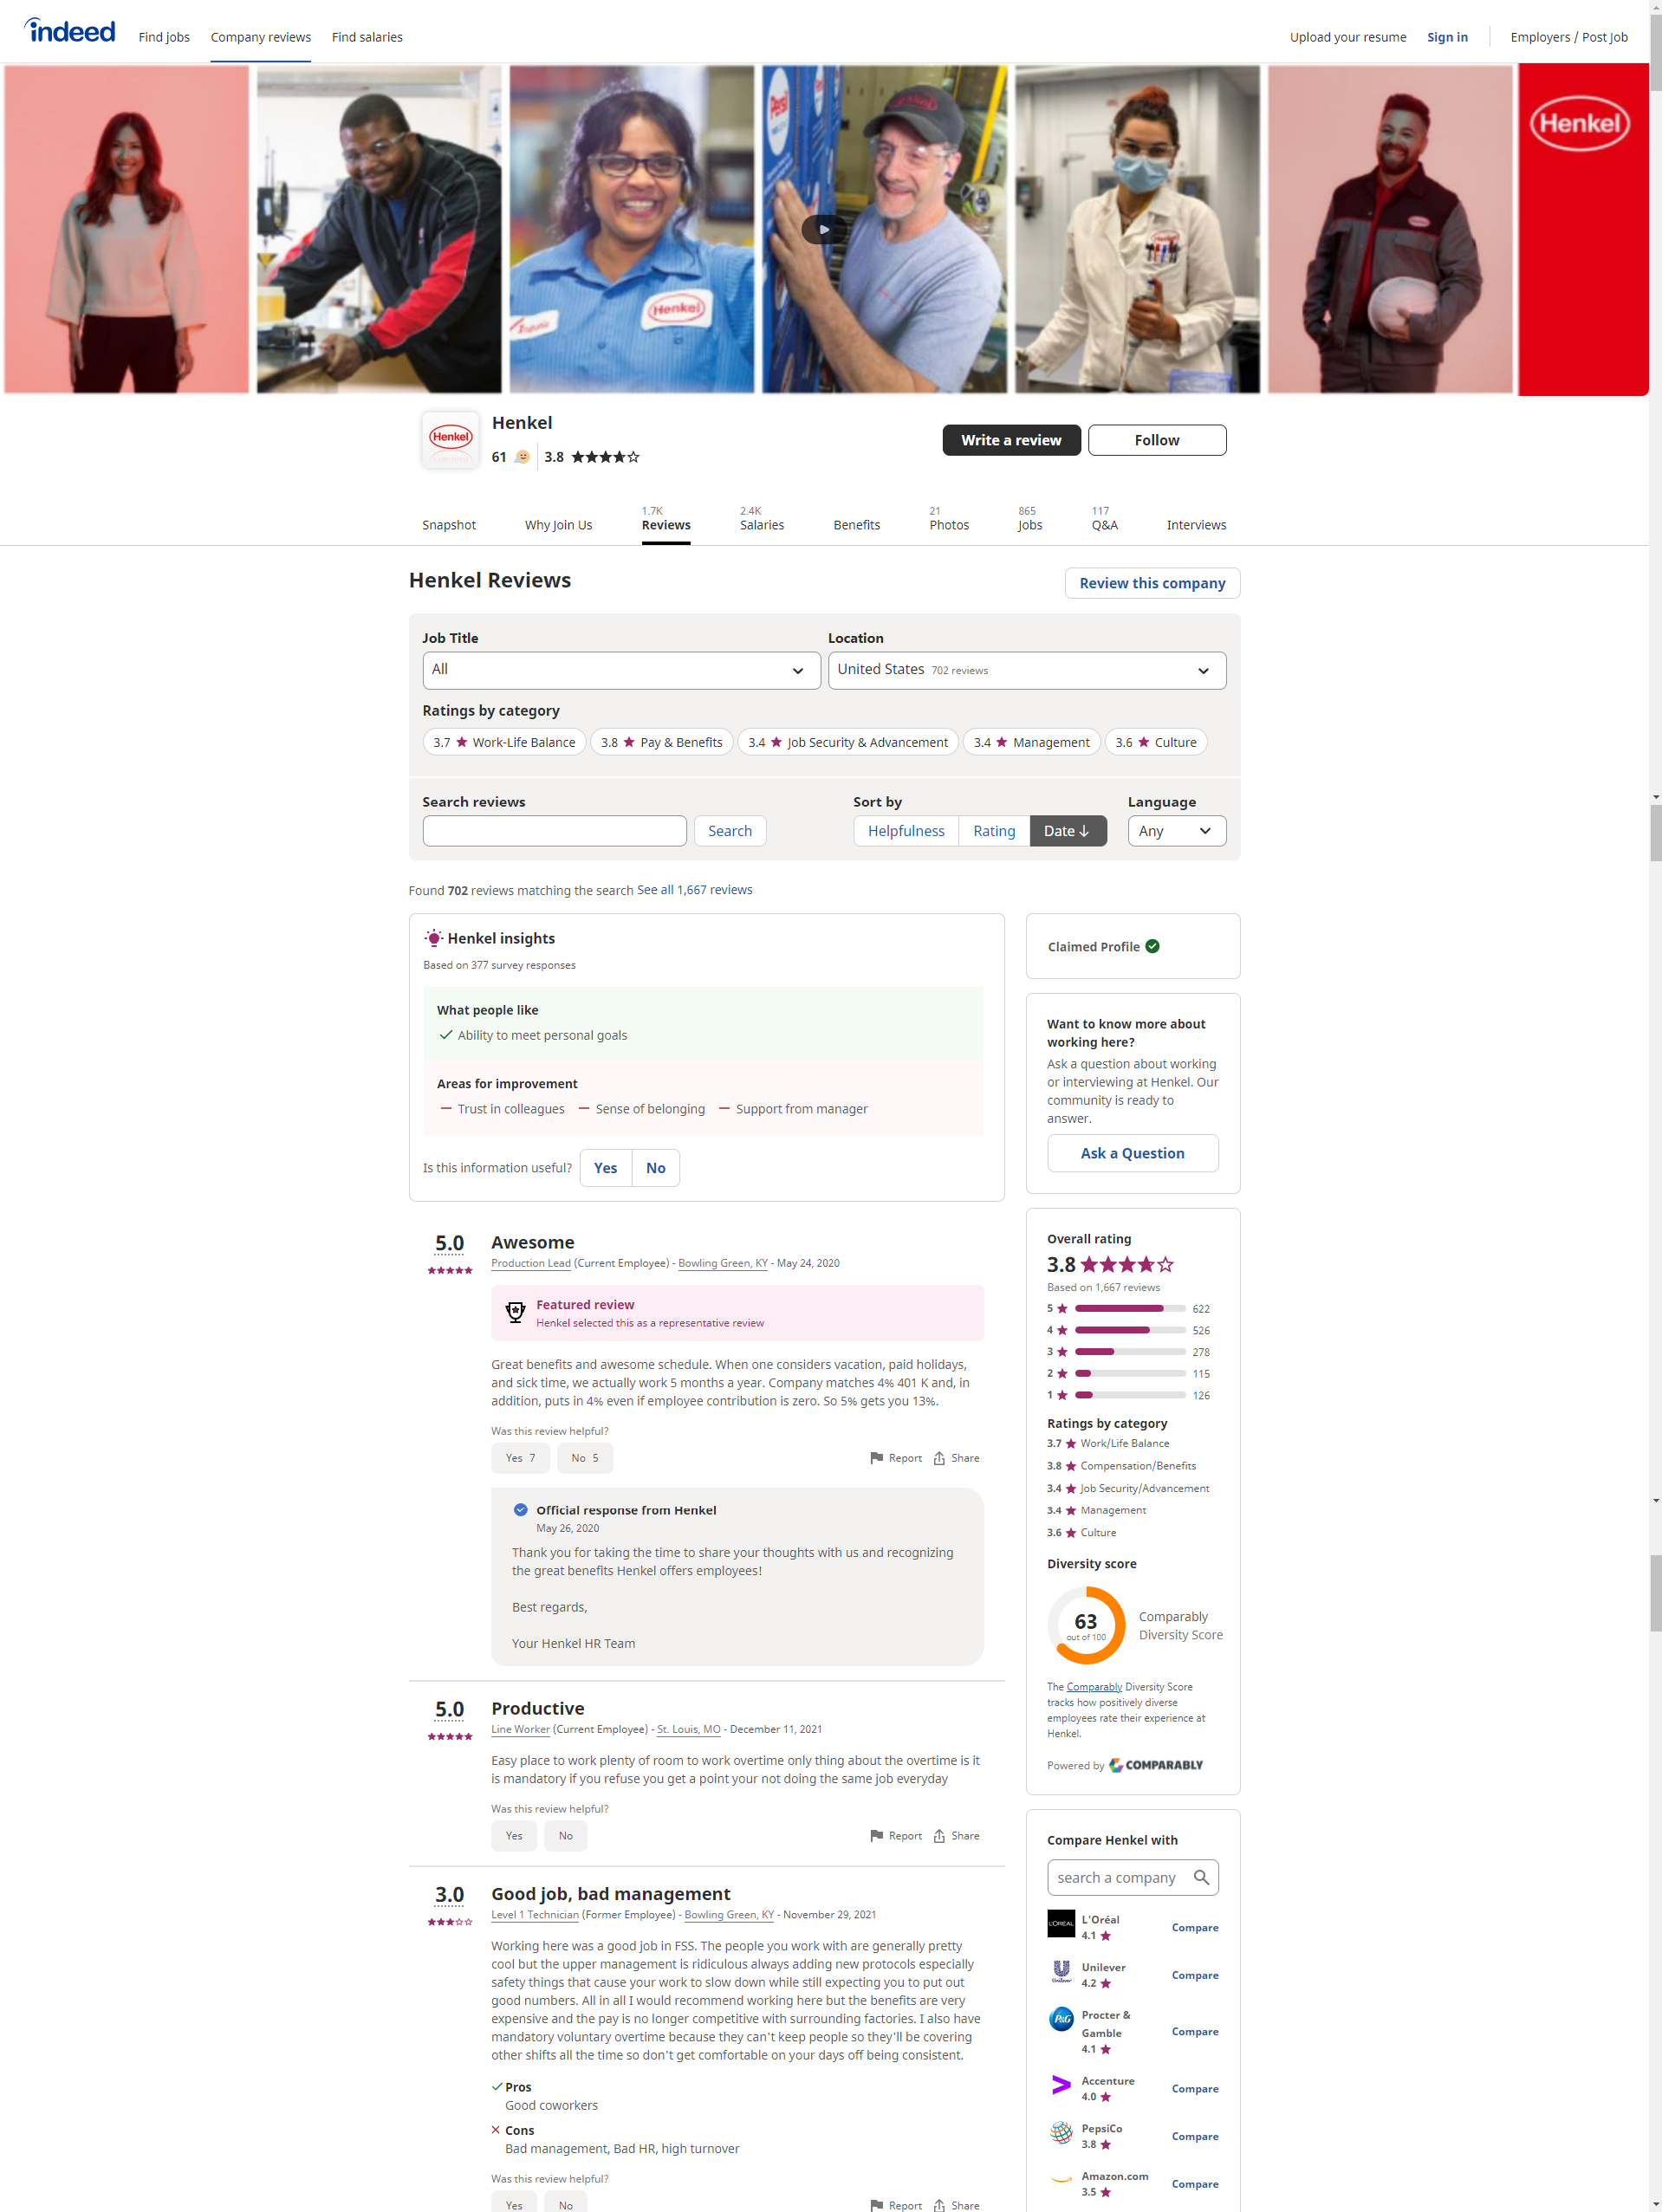 indeed
Find jobs
Company reviews
Find salaries
Upload your resume
Sign in
Employers / Post Job
Henkel
Henkel
Henkel
Henkel
Henkel
61
3.8
Write a review
Follow
Snapshot
Why Join Us
1.7K
Reviews
2.4K
Salaries
Benefits
21
Photos
865
Jobs
117
Q&A
Interviews
Henkel Reviews
Review this company
Job Title
All
Location
United States 702 reviews
Ratings by category
3.7 ★ Work-Life Balance
3.8 ★ Pay & Benefits
3.4 ★ Job Security & Advancement
3.4 ★ Management
3.6 ★ Culture
Search reviews
Search
Sort by
Helpfulness
Rating
Date ↓
Language
Any
Found 702 reviews matching the search See all 1,667 reviews
Henkel insights
Based on 377 survey responses
What people like
Ability to meet personal goals
Areas for improvement
Trust in colleagues
Sense of belonging
Support from manager
Is this information useful?
Yes
No
5.0
Awesome
Production Lead (Current Employee) - Bowling Green, KY - May 24, 2020
Featured review
Henkel selected this as a representative review
Great benefits and awesome schedule. When one considers vacation, paid holidays,
and sick time, we actually work 5 months a year. Company matches 4% 401 K and, in
addition, puts in 4% even if employee contribution is zero. So 5% gets you 13%.
Was this review helpful?
Yes 7
No 5
Report
Share
Official response from Henkel
May 26, 2020
Thank you for taking the time to share your thoughts with us and recognizing
the great benefits Henkel offers employees!
Best regards,
Your Henkel HR Team
5.0
Productive
Line Worker (Current Employee) - St. Louis, MO - December 11, 2021
Easy place to work plenty of room to work overtime only thing about the overtime is it
is mandatory if you refuse you get a point your not doing the same job everyday
Was this review helpful?
Yes
No
Report
Share
3.0
Good job, bad management
Level 1 Technician (Former Employee) - Bowling Green, KY - November 29, 2021
Working here was a good job in FSS. The people you work with are generally pretty
cool but the upper management is ridiculous always adding new protocols especially
safety things that cause your work to slow down while still expecting you to put out
good numbers. All in all I would recommend working here but the benefits are very
expensive and the pay is no longer competitive with surrounding factories. I also have
mandatory voluntary overtime because they can't keep people so they'll be covering
other shifts all the time so don't get comfortable on your days off being consistent.
Pros
Good coworkers
Cons
Bad management, Bad HR, high turnover
Was this review helpful?
Yes
No
Report
Share
Claimed Profile
Want to know more about
working here?
Ask a question about working
or interviewing at Henkel. Our
community is ready to
answer.
Ask a Question
Overall rating
3.8
Based on 1,667 reviews
5 ★ 622
4 ★ 526
3 ★ 278
2 ★ 115
1 ★ 126
Ratings by category
3.7 ★ Work/Life Balance
3.8 ★ Compensation/Benefits
3.4 ★ Job Security/Advancement
3.4 ★ Management
3.6 ★ Culture
Diversity score
63
out of 100
Comparably
Diversity Score
The Comparably Diversity Score
tracks how positively diverse
employees rate their experience at
Henkel.
Powered by COMPARABLY
Compare Henkel with
search a company
L'ORÉAL
L'Oréal
4.1 ★
Compare
Unilever
Unilever
4.2 ★
Compare
P&G
Procter &
Gamble
4.1 ★
Compare
Accenture
4.0 ★
Compare
PepsiCo
3.8 ★
Compare
Amazon.com
3.5 ★
Compare